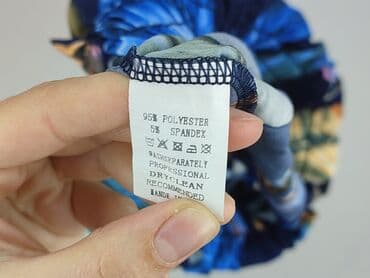 95% POLYESTER
5% SPANDEX
WASHSEPARATELY
PROFESSIONAL
DRYCLEAN
RECOMMENDED